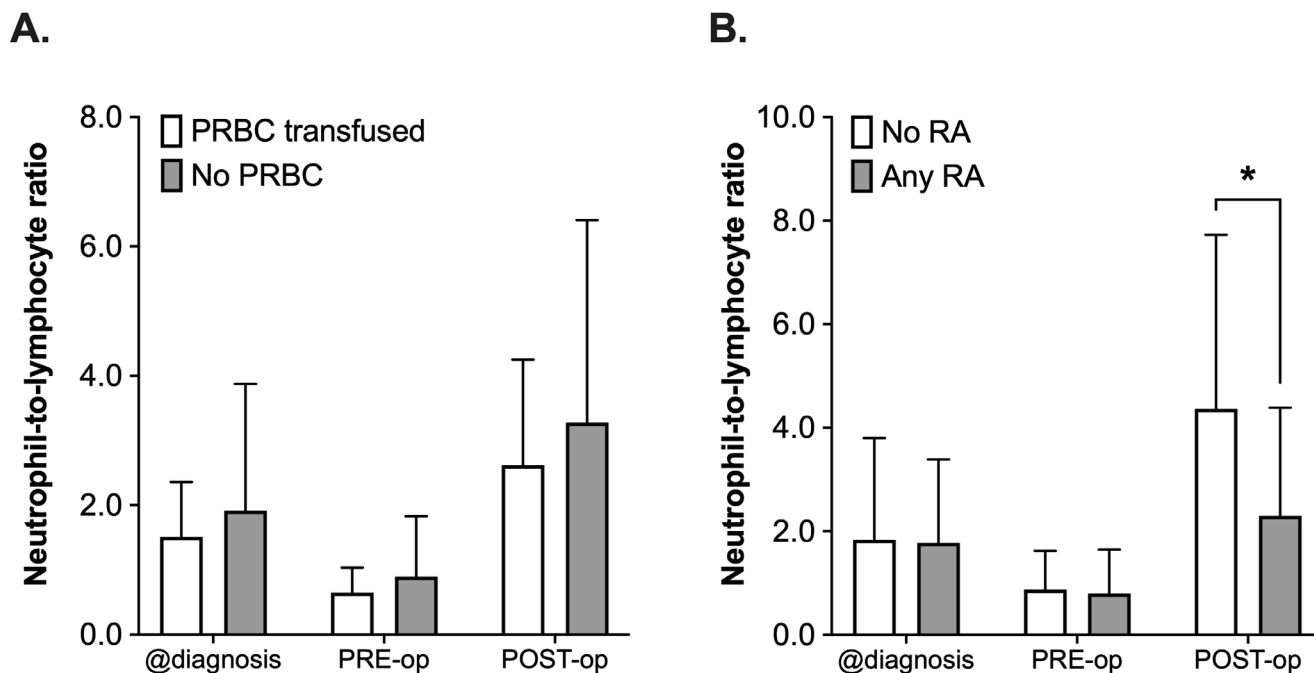 A.
Neutrophil-to-lymphocyte ratio
8.0
6.0
4.0
2.0
0.0
PRBC transfused
No PRBC
@diagnosis
PRE-op
POST-op
B.
Neutrophil-to-lymphocyte ratio
10.0
8.0
6.0
4.0
2.0
0.0
No RA
Any RA
*
@diagnosis
PRE-op
POST-op